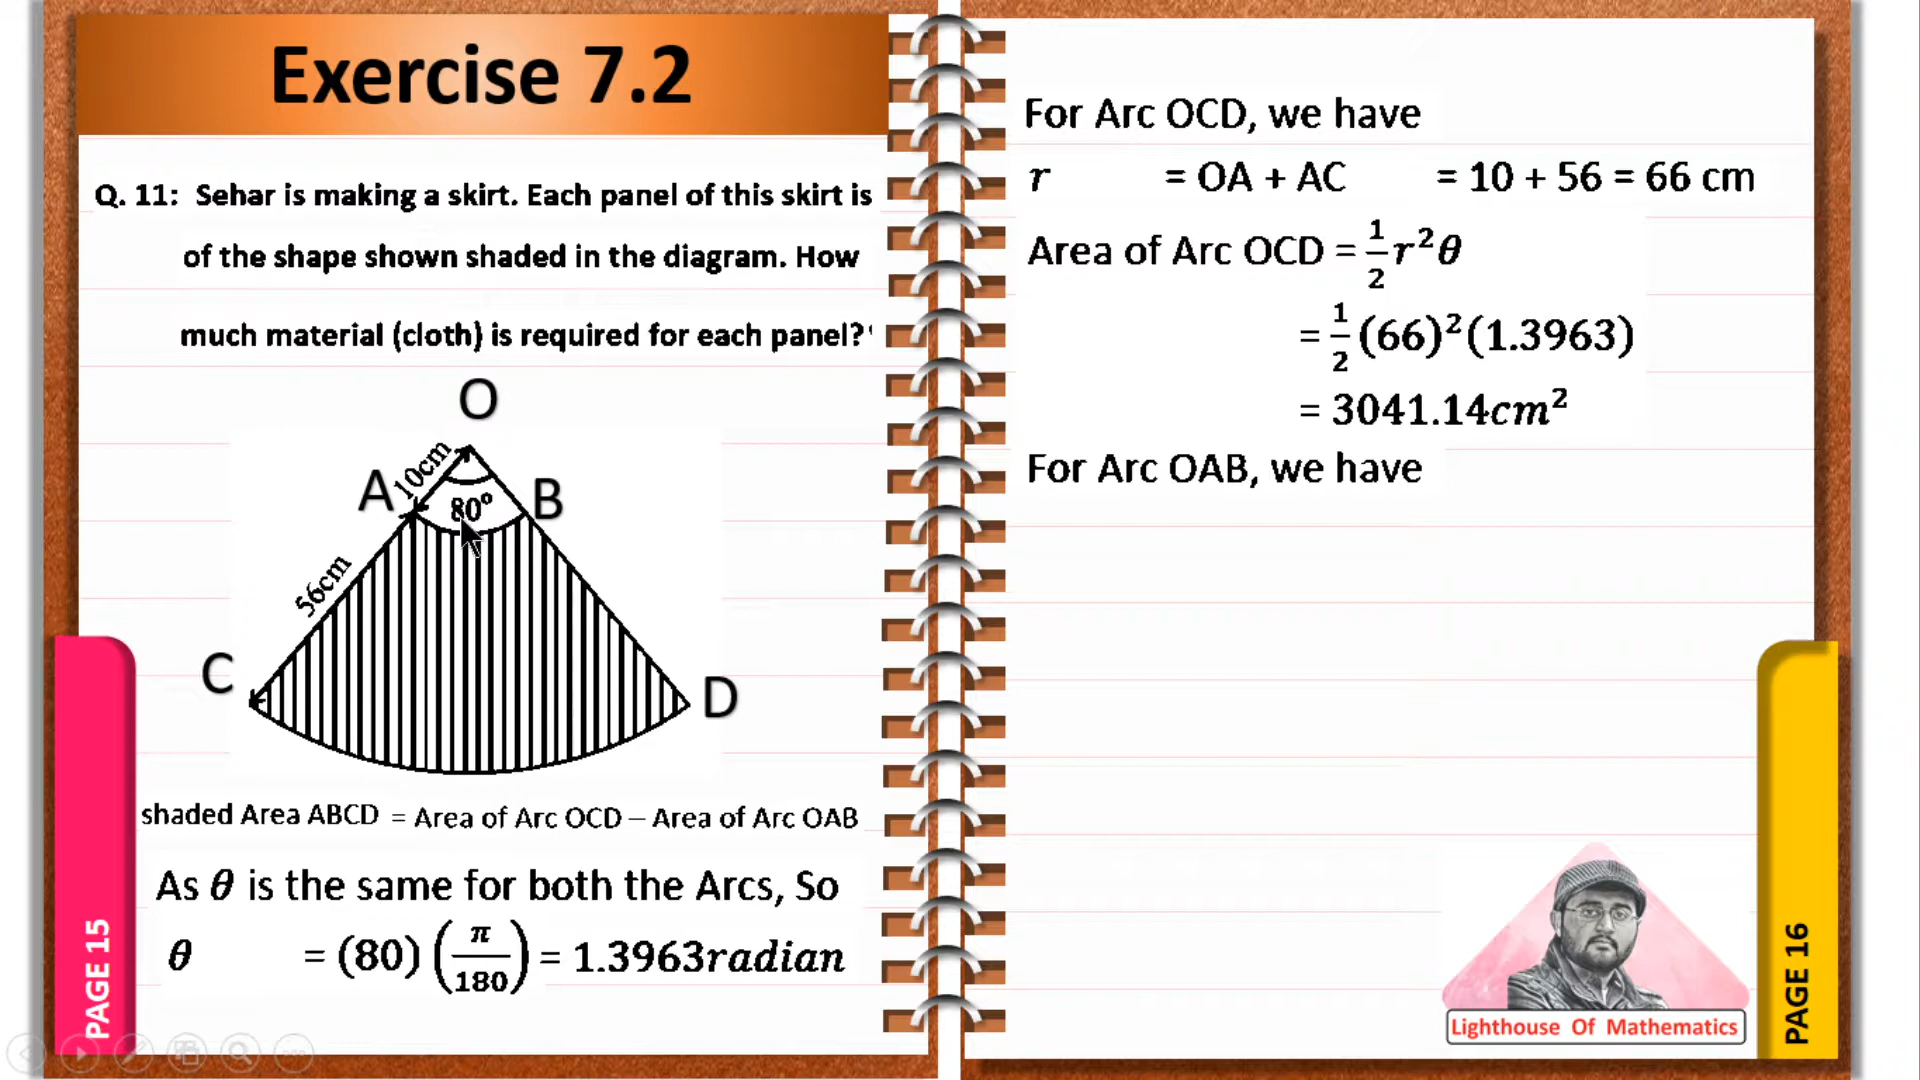 Exercise 7.2
Q. 11: Sehar is making a skirt. Each panel of this skirt is
of the shape shown shaded in the diagram. How
much material (cloth) is required for each panel?
O
10cm
A
B
80°
56cm
C
D
shaded Area ABCD = Area of Arc OCD – Area of Arc OAB
As θ is the same for both the Arcs, So
θ = (80) (π/180) = 1.3963radian
PAGE 15
For Arc OCD, we have
r = OA + AC = 10 + 56 = 66 cm
Area of Arc OCD = 1/2 r²θ
= 1/2 (66)²(1.3963)
= 3041.14cm²
For Arc OAB, we have
Lighthouse Of Mathematics
PAGE 16